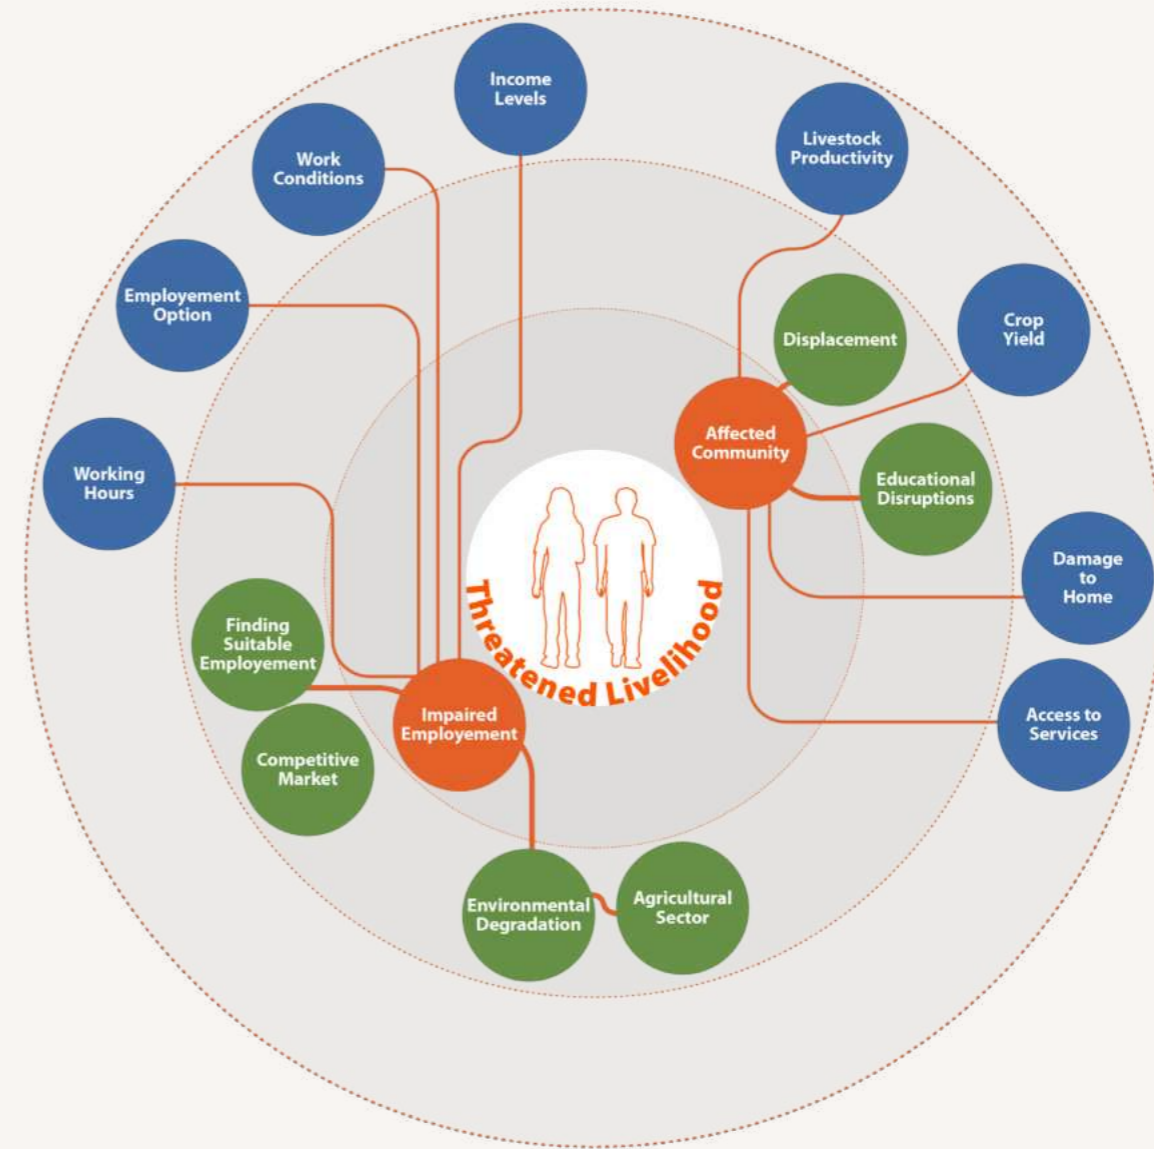 Income
Levels
Livestock
Productivity
Work
Conditions
Employement
Option
Displacement
Crop
Yield
Affected
Community
Working
Hours
Educational
Disruptions
Damage
to
Home
Threatened Livelihood
Finding
Suitable
Employement
Impaired
Employement
Access to
Services
Competitive
Market
Environmental
Degradation
Agricultural
Sector